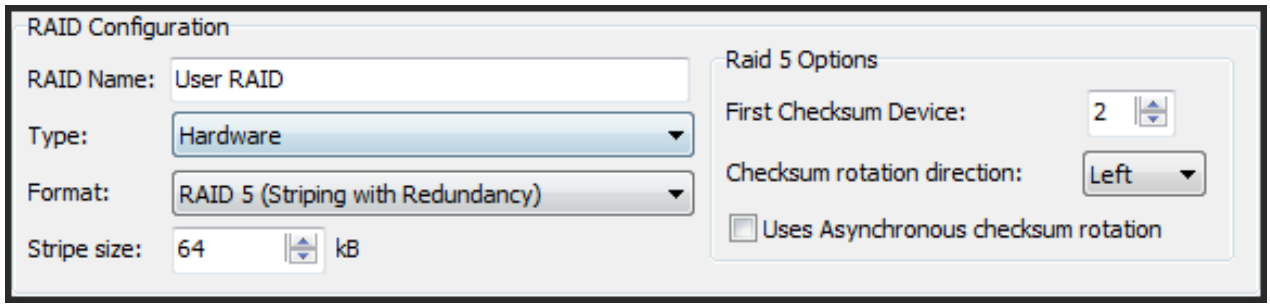 RAID Configuration
RAID Name: User RAID
Type: Hardware
Format: RAID 5 (Striping with Redundancy)
Stripe size: 64 kB
Raid 5 Options
First Checksum Device: 2
Checksum rotation direction: Left
Uses Asynchronous checksum rotation